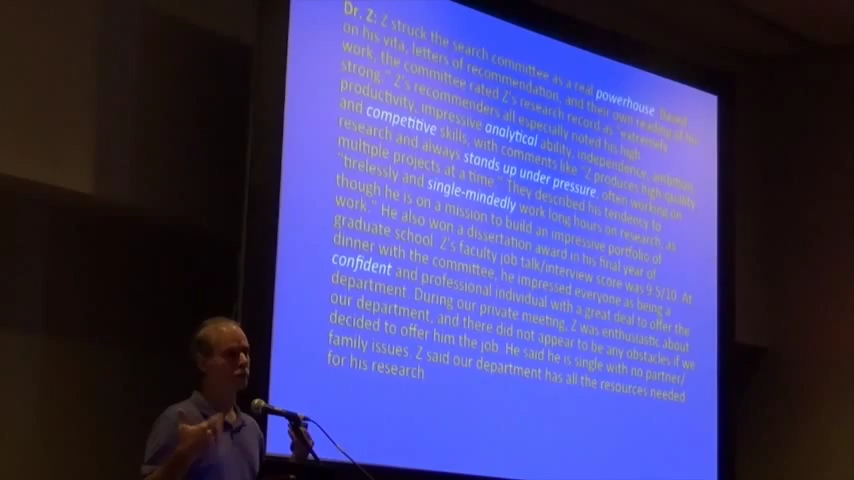 Dr. Z: Z struck the search committee as a real powerhouse. Based
on his vita, letters of recommendation, and their own reading of his
work, the committee rated Z's research record as "extremely
strong." Z's recommenders all especially noted his high
productivity, impressive analytical ability, independence, ambition,
and competitive skills, with comments like "Z produces high-quality
research and always stands up under pressure, often working on
multiple projects at a time." They described his tendency to
"tirelessly and single-mindedly work long hours on research, as
though he is on a mission to build an impressive portfolio of
work." He also won a dissertation award in his final year of
graduate school. Z's faculty job talk/interview score was 9.5/10. At
dinner with the committee, he impressed everyone as being a
confident and professional individual with a great deal to offer the
department. During our private meeting, Z was enthusiastic about
our department, and there did not appear to be any obstacles if we
decided to offer him the job. He said he is single with no partner/
family issues. Z said our department has all the resources needed
for his research